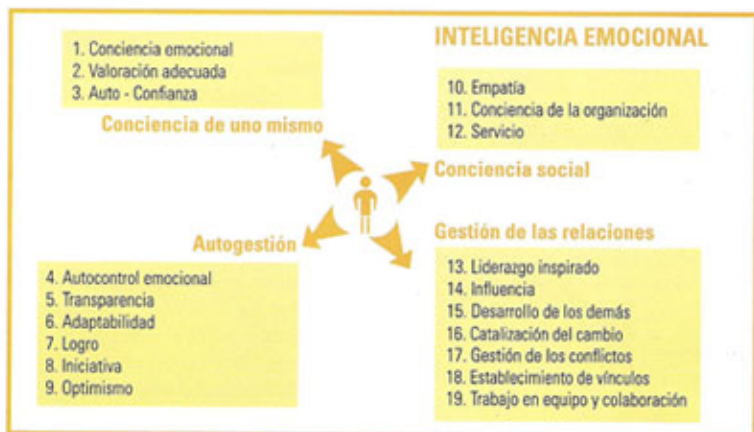 INTELIGENCIA EMOCIONAL
1. Conciencia emocional
2. Valoración adecuada
3. Auto - Confianza
Conciencia de uno mismo
10. Empatía
11. Conciencia de la organización
12. Servicio
Conciencia social
Autogestión
4. Autocontrol emocional
5. Transparencia
6. Adaptabilidad
7. Logro
8. Iniciativa
9. Optimismo
Gestión de las relaciones
13. Liderazgo inspirado
14. Influencia
15. Desarrollo de los demás
16. Catalización del cambio
17. Gestión de los conflictos
18. Establecimiento de vínculos
19. Trabajo en equipo y colaboración